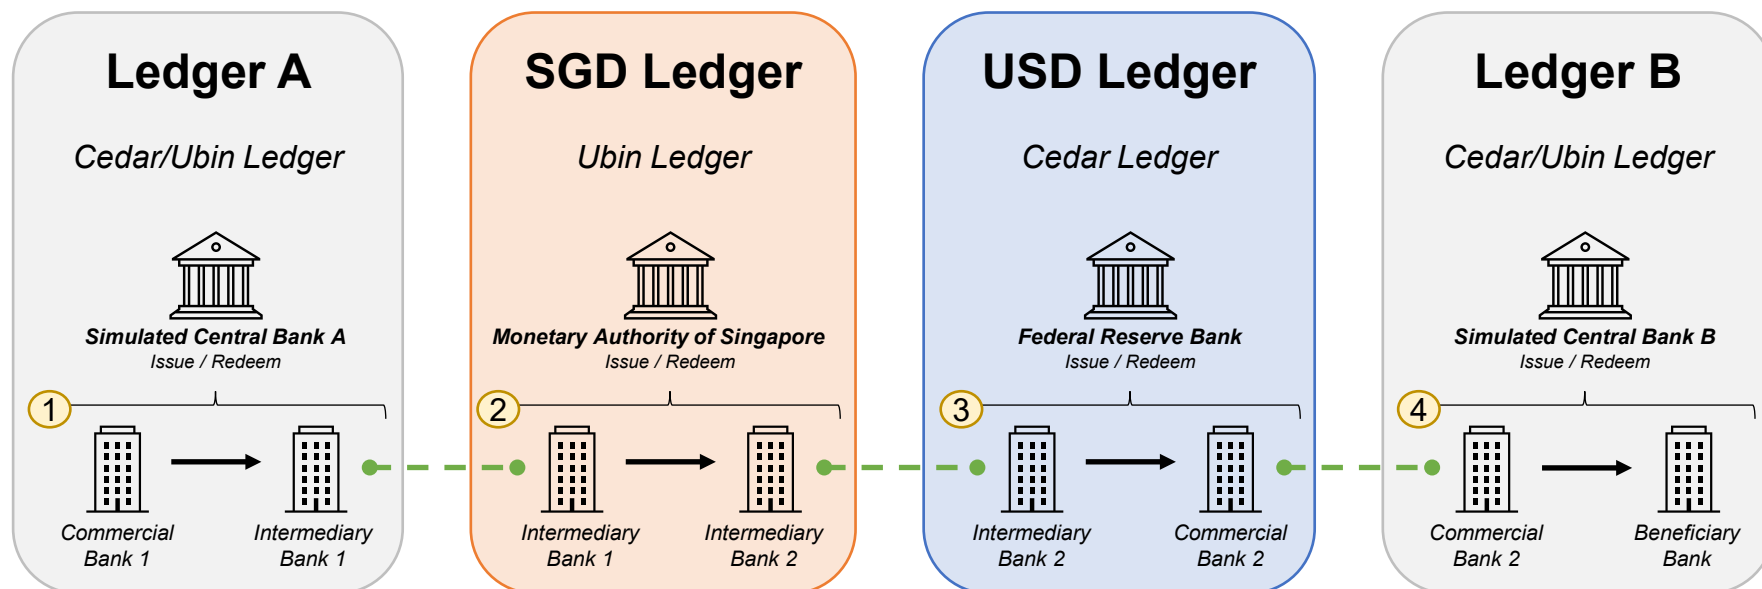 Ledger A
Cedar/Ubin Ledger
Simulated Central Bank A
Issue / Redeem
1
Commercial
Bank 1
Intermediary
Bank 1
SGD Ledger
Ubin Ledger
Monetary Authority of Singapore
Issue / Redeem
2
Intermediary
Bank 1
Intermediary
Bank 2
USD Ledger
Cedar Ledger
Federal Reserve Bank
Issue / Redeem
3
Intermediary
Bank 2
Commercial
Bank 2
Ledger B
Cedar/Ubin Ledger
Simulated Central Bank B
Issue / Redeem
4
Commercial
Bank 2
Beneficiary
Bank